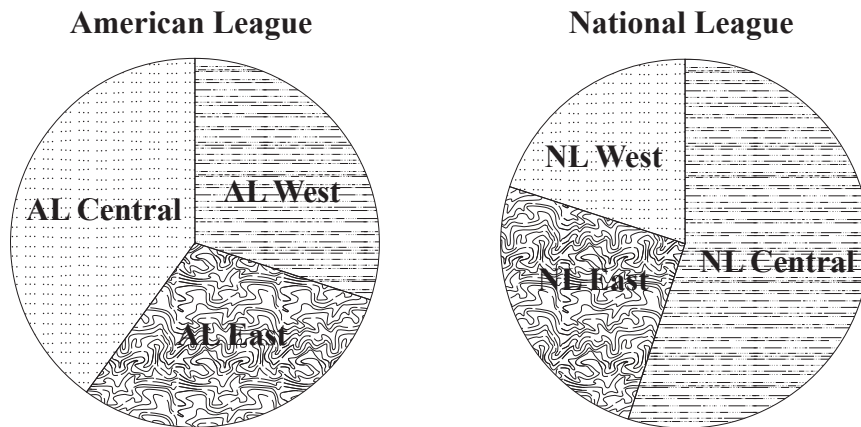 American League
National League
AL Central
AL West
AL East
NL West
NL East
NL Central